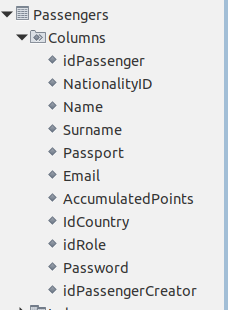 Passengers
Columns
idPassenger
NationalityID
Name
Surname
Passport
Email
AccumulatedPoints
IdCountry
idRole
Password
idPassengerCreator